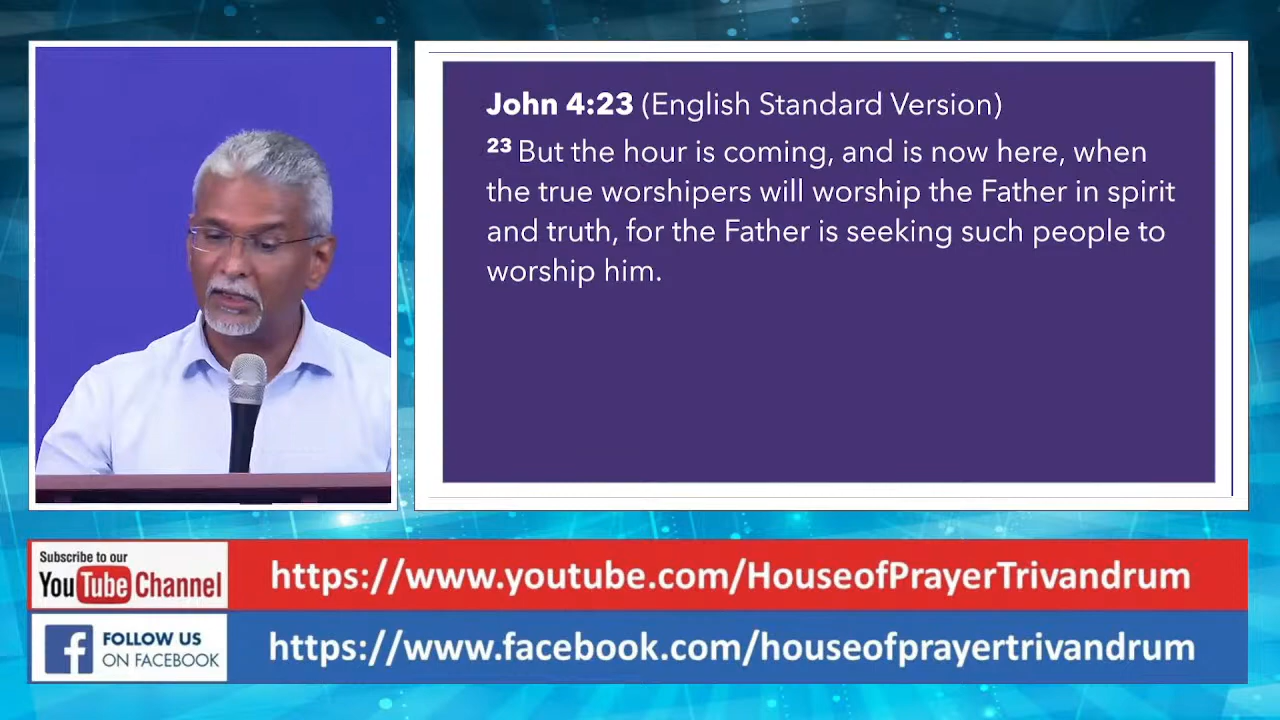 John 4:23 (English Standard Version)
23 But the hour is coming, and is now here, when
the true worshipers will worship the Father in spirit
and truth, for the Father is seeking such people to
worship him.
Subscribe to our
YouTube Channel
https://www.youtube.com/HouseofPrayerTrivandrum
f
FOLLOW US
ON FACEBOOK
https://www.facebook.com/houseofprayertrivandrum